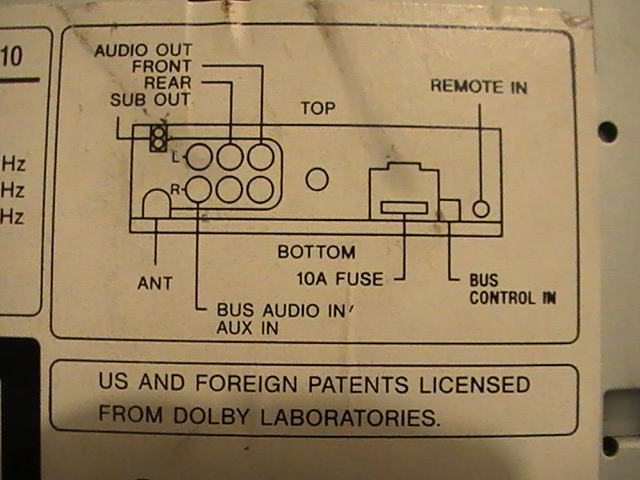 10
Hz
Hz
Hz
AUDIO OUT
FRONT
REAR
SUB OUT
TOP
REMOTE IN
L
R
BOTTOM
ANT
10A FUSE
BUS
CONTROL IN
BUS AUDIO IN/
AUX IN
US AND FOREIGN PATENTS LICENSED
FROM DOLBY LABORATORIES.